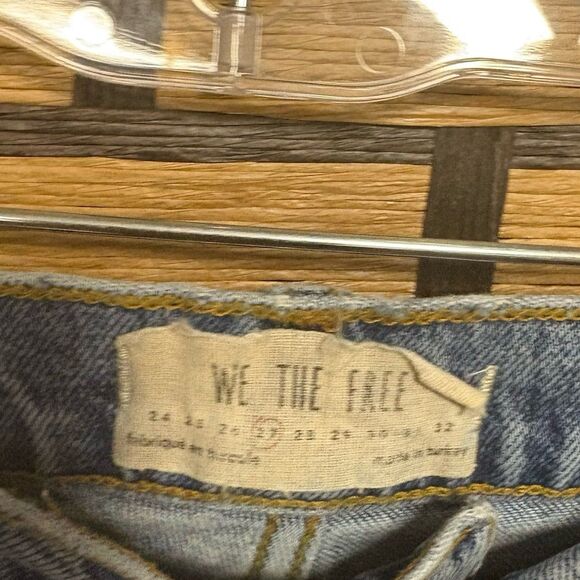 WE THE FREE
24 25 26 27 28 29 30 31 32
fabriqué en turquie made in turkey